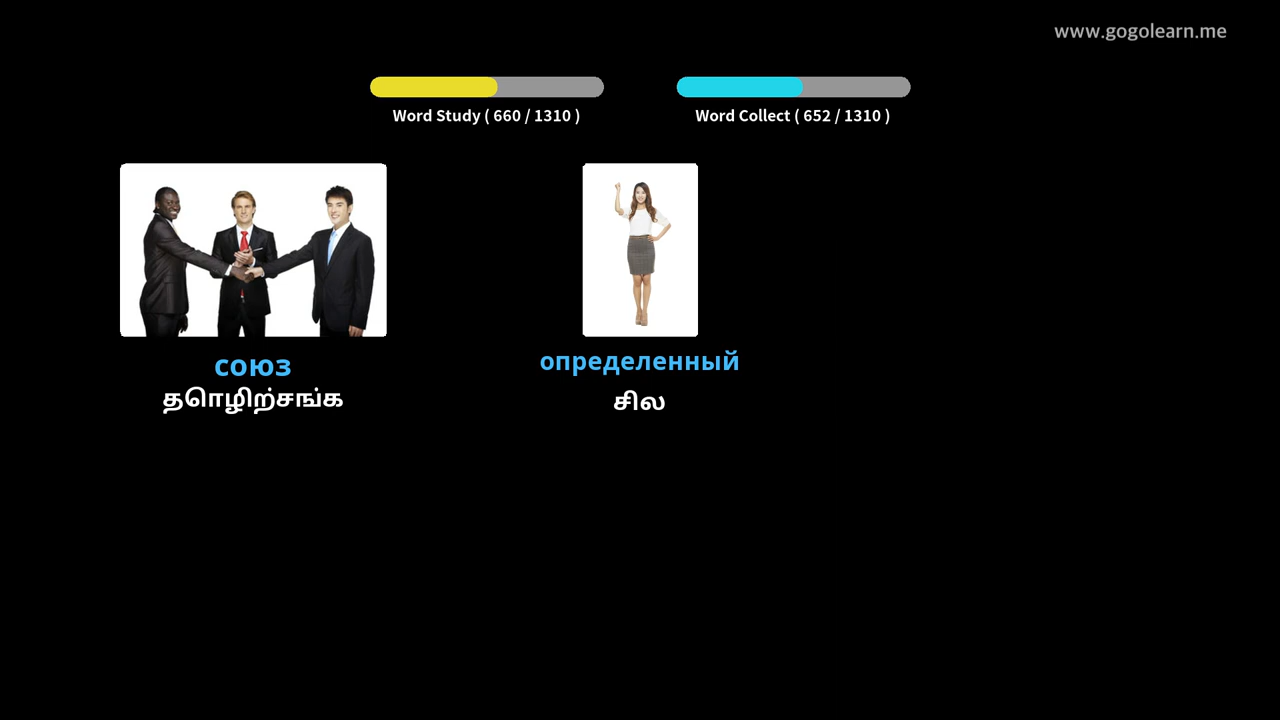 www.gogolearn.me
Word Study ( 660 / 1310 )
Word Collect ( 652 / 1310 )
союз
தொழிற்சங்க
определенный
சில